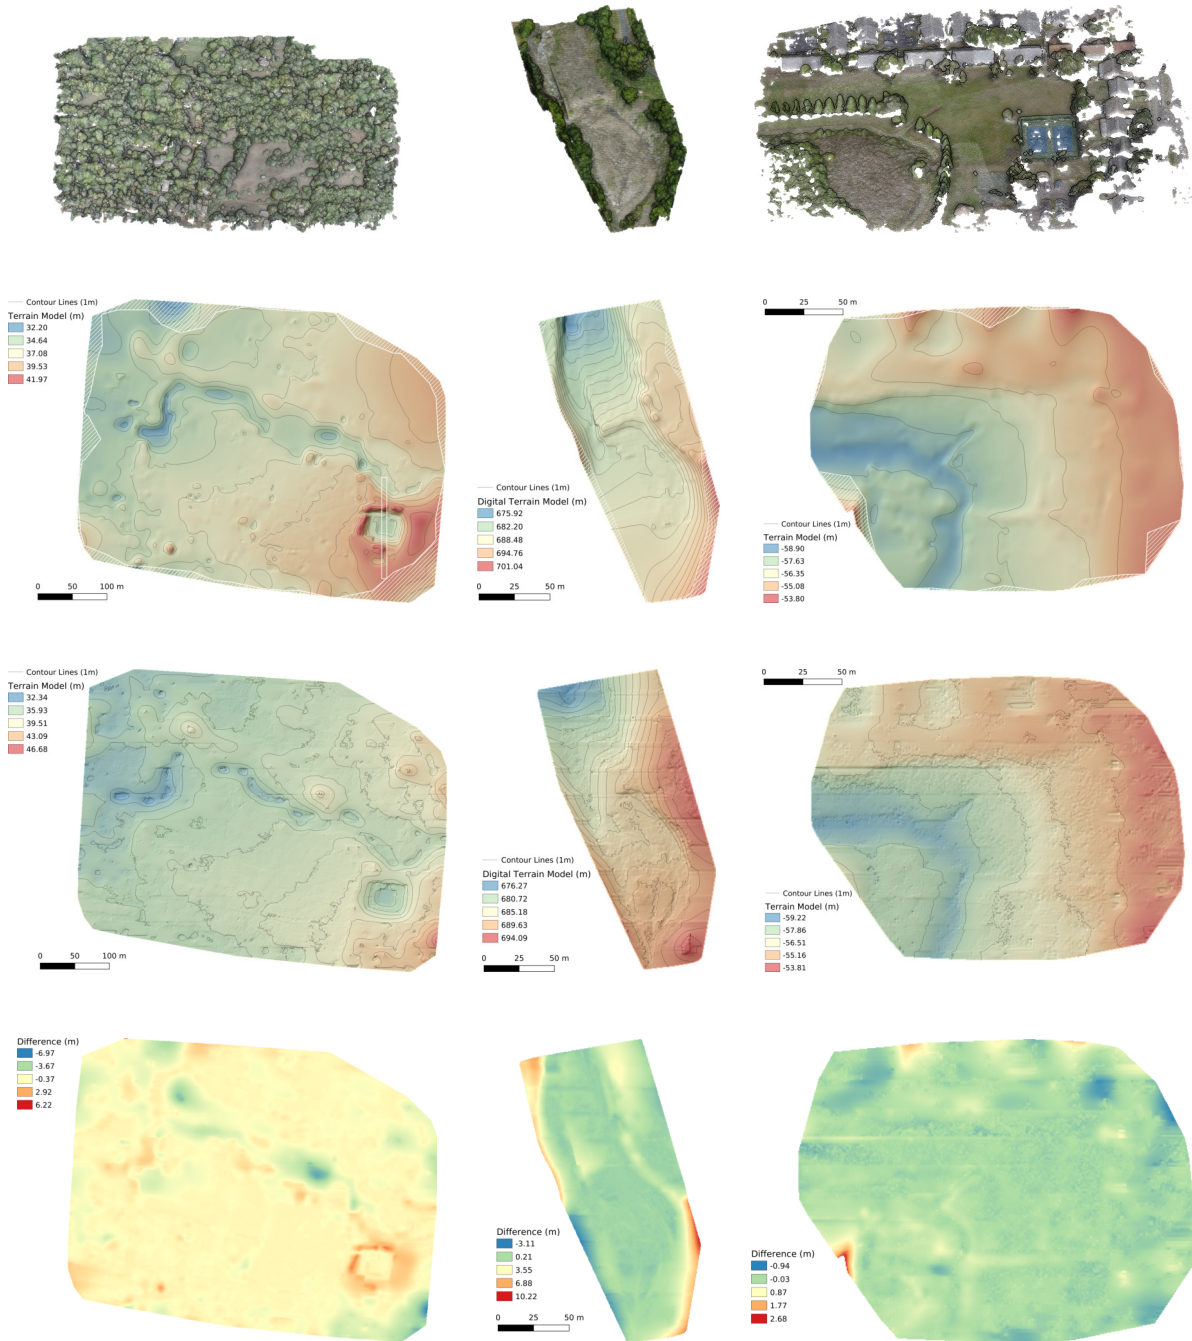 Contour Lines (1m)
Terrain Model (m)
32.20
34.64
37.08
39.53
41.97
0 50 100 m
Contour Lines (1m)
Digital Terrain Model (m)
675.92
682.20
688.48
694.76
701.04
0 25 50 m
0 25 50 m
Contour Lines (1m)
Terrain Model (m)
-58.90
-57.63
-56.35
-55.08
-53.80
Contour Lines (1m)
Terrain Model (m)
32.34
35.93
39.51
43.09
46.68
0 50 100 m
Contour Lines (1m)
Digital Terrain Model (m)
676.27
680.72
685.18
689.63
694.09
0 25 50 m
0 25 50 m
Contour Lines (1m)
Terrain Model (m)
-59.22
-57.86
-56.51
-55.16
-53.81
Difference (m)
-6.97
-3.67
-0.37
2.92
6.22
Difference (m)
-3.11
0.21
3.55
6.88
10.22
0 25 50 m
Difference (m)
-0.94
-0.03
0.87
1.77
2.68